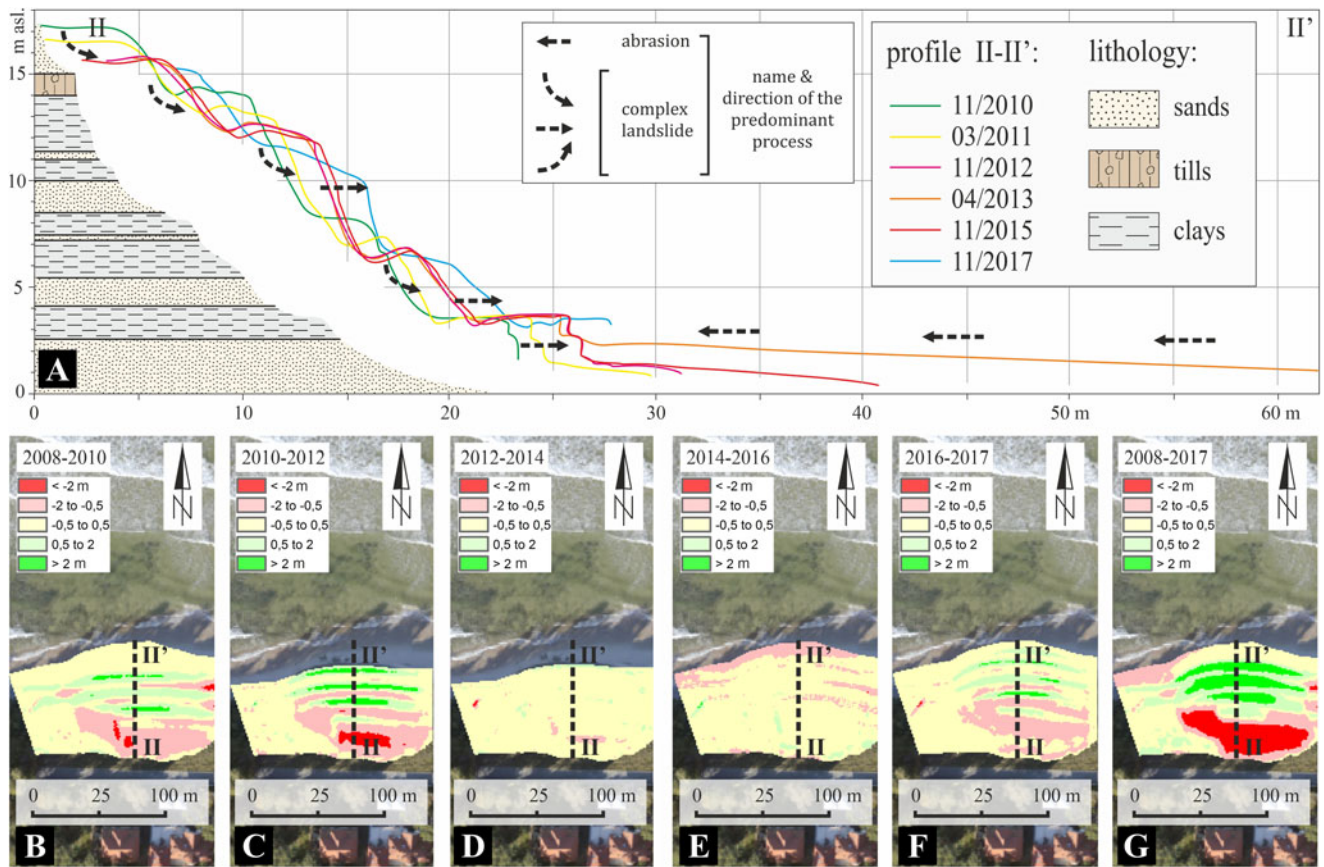 m asl.
II
II'
15
10
5
0
abrasion
complex
landslide
name &
direction of the
predominant
process
profile II-II':
11/2010
03/2011
11/2012
04/2013
11/2015
11/2017
lithology:
sands
tills
clays
A
0
10
20
30
40
50 m
60 m
2008-2010
< -2 m
-2 to -0,5
-0,5 to 0,5
0,5 to 2
> 2 m
N
II'
II
0 25 100 m
B
2010-2012
< -2 m
-2 to -0,5
-0,5 to 0,5
0,5 to 2
> 2 m
N
II'
II
0 25 100 m
C
2012-2014
< -2 m
-2 to -0,5
-0,5 to 0,5
0,5 to 2
> 2 m
N
II'
II
0 25 100 m
D
2014-2016
< -2 m
-2 to -0,5
-0,5 to 0,5
0,5 to 2
> 2 m
N
II'
II
0 25 100 m
E
2016-2017
< -2 m
-2 to -0,5
-0,5 to 0,5
0,5 to 2
> 2 m
N
II'
II
0 25 100 m
F
2008-2017
< -2 m
-2 to -0,5
-0,5 to 0,5
0,5 to 2
> 2 m
N
II'
II
0 25 100 m
G